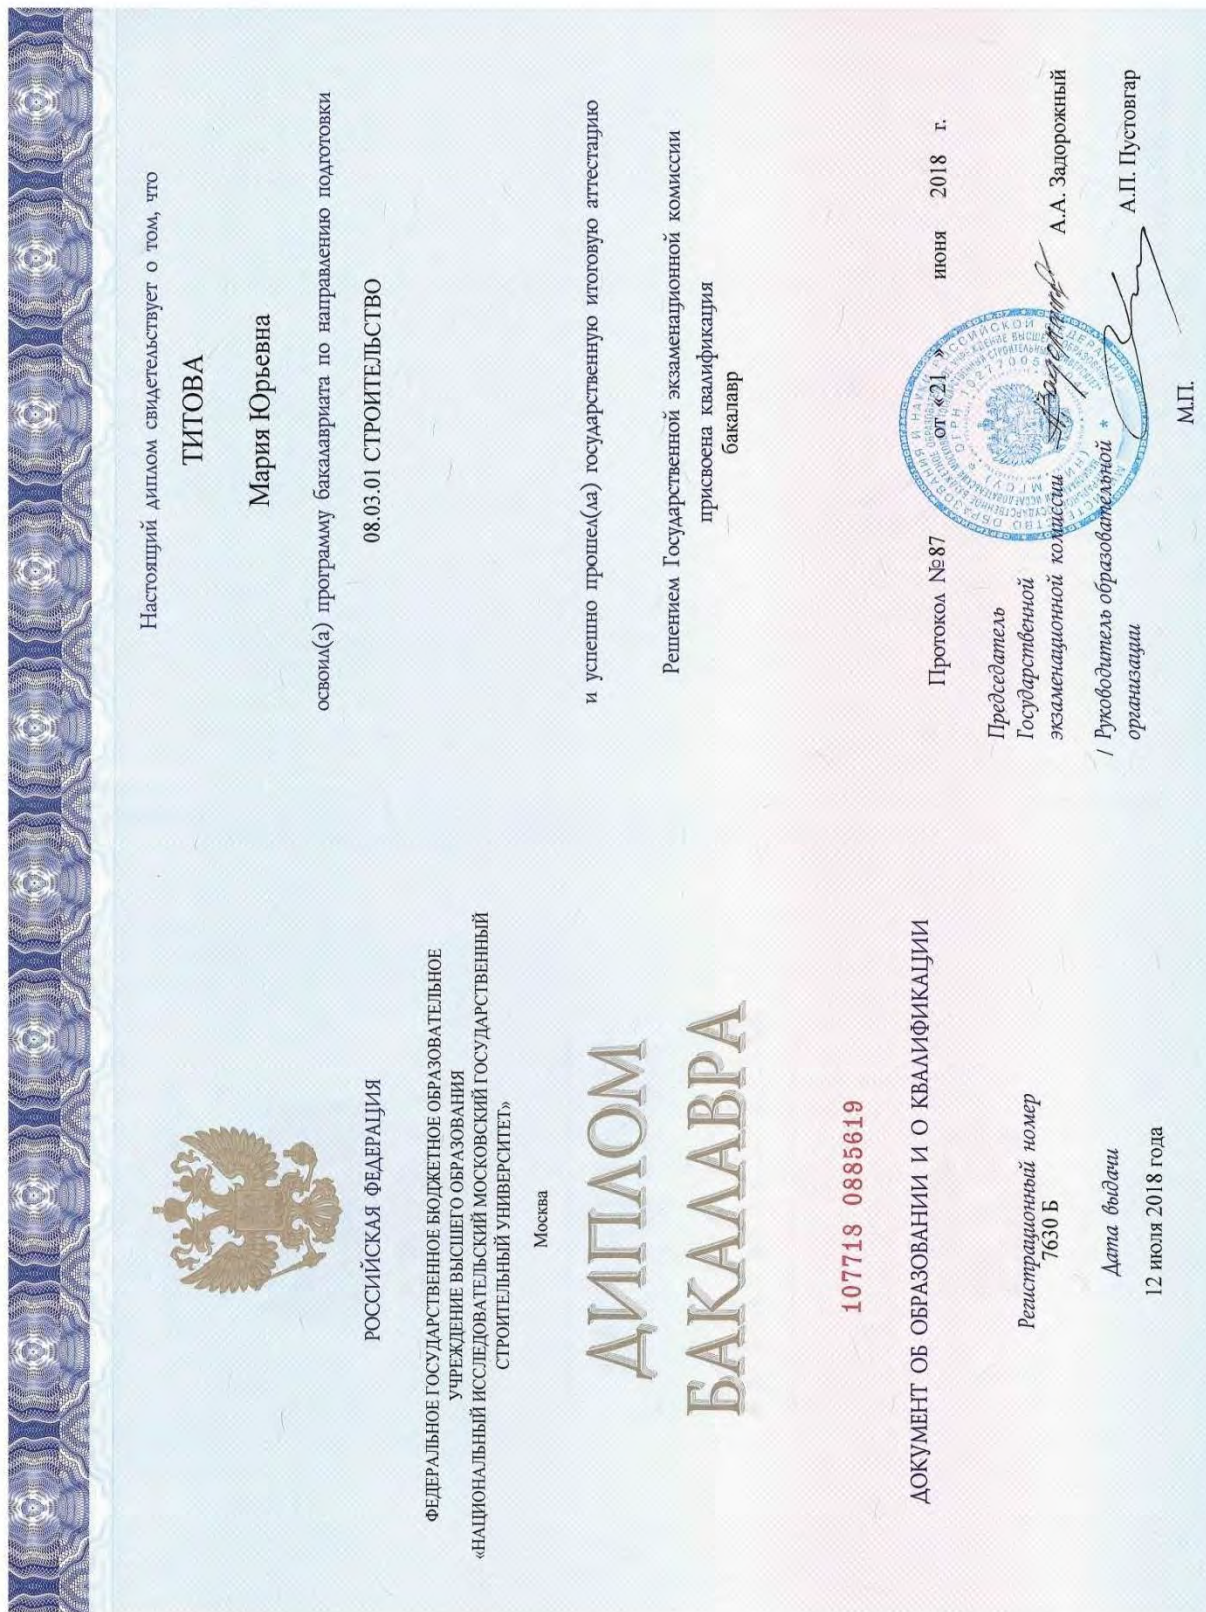 РОССИЙСКАЯ ФЕДЕРАЦИЯ
ФЕДЕРАЛЬНОЕ ГОСУДАРСТВЕННОЕ БЮДЖЕТНОЕ ОБРАЗОВАТЕЛЬНОЕ
УЧРЕЖДЕНИЕ ВЫСШЕГО ОБРАЗОВАНИЯ
«НАЦИОНАЛЬНЫЙ ИССЛЕДОВАТЕЛЬСКИЙ МОСКОВСКИЙ ГОСУДАРСТВЕННЫЙ
СТРОИТЕЛЬНЫЙ УНИВЕРСИТЕТ»
Москва
ДИПЛОМ
БАКАЛАВРА
107718 0885619
ДОКУМЕНТ ОБ ОБРАЗОВАНИИ И О КВАЛИФИКАЦИИ
Регистрационный номер
7630 Б
Дата выдачи
12 июля 2018 года
Настоящий диплом свидетельствует о том, что
ТИТОВА
Мария Юрьевна
освоил(а) программу бакалавриата по направлению подготовки
08.03.01 СТРОИТЕЛЬСТВО
и успешно прошел(ла) государственную итоговую аттестацию
Решением Государственной экзаменационной комиссии
присвоена квалификация
бакалавр
Протокол №87 от «21 » июня 2018 г.
Председатель
Государственной
экзаменационной комиссии А.А. Задорожный
/ Руководитель образовательной А.П. Пустовгар
организации
М.П.